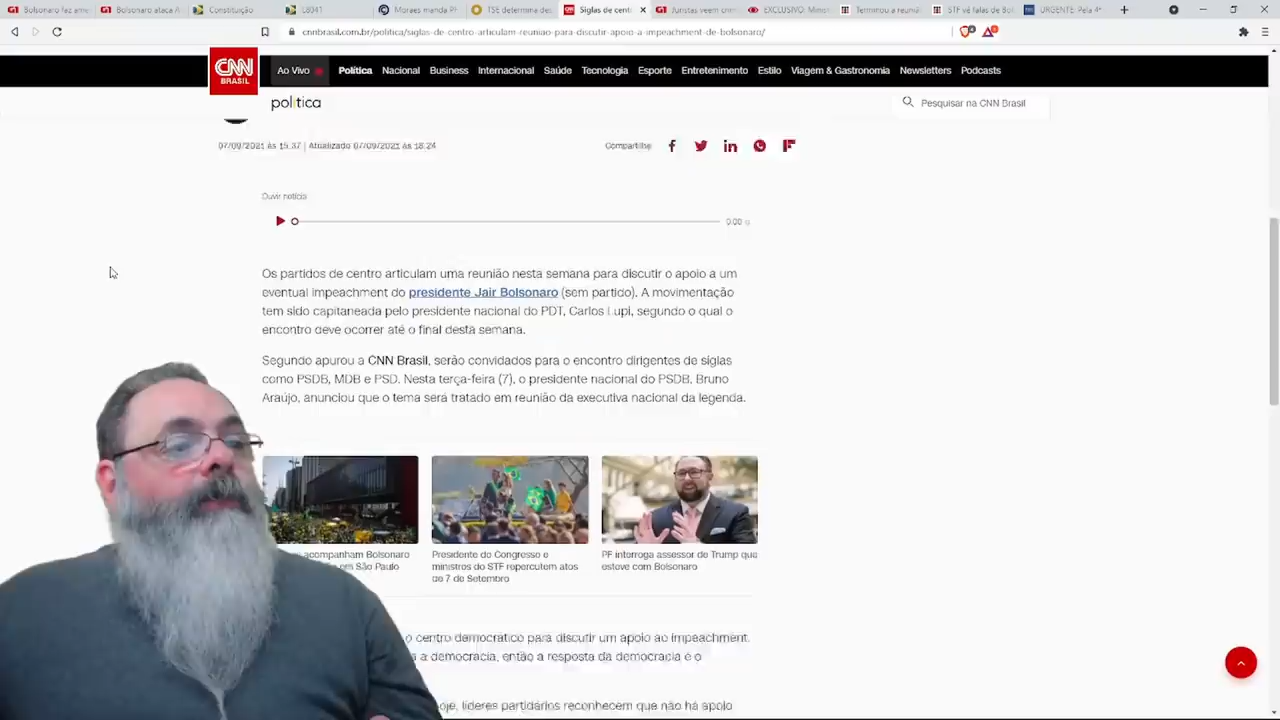 Bolsonaro faz ame
Bolsonaro ataca A
Constituição
L8341
Moraes manda PF
TSE determina des
Siglas de cent
Juristas veem crim
EXCLUSIVO: Minist
Terminou a reuniã
STF vê falas de Bol
URGENTE: Pela 4ª
cnnbrasil.com.br/politica/siglas-de-centro-articulam-reuniao-para-discutir-apoio-a-impeachment-de-bolsonaro/
CNN
BRASIL
Ao Vivo
Política
Nacional
Business
Internacional
Saúde
Tecnologia
Esporte
Entretenimento
Estilo
Viagem & Gastronomia
Newsletters
Podcasts
política
Pesquisar na CNN Brasil
07/09/2021 às 15:37 | Atualizado 07/09/2021 às 18:24
Compartilhe
Ouvir notícia
0:00
Os partidos de centro articulam uma reunião nesta semana para discutir o apoio a um
eventual impeachment do presidente Jair Bolsonaro (sem partido). A movimentação
tem sido capitaneada pelo presidente nacional do PDT, Carlos Lupi, segundo o qual o
encontro deve ocorrer até o final desta semana.
Segundo apurou a CNN Brasil, serão convidados para o encontro dirigentes de siglas
como PSDB, MDB e PSD. Nesta terça-feira (7), o presidente nacional do PSDB, Bruno
Araújo, anunciou que o tema será tratado em reunião da executiva nacional da legenda.
acompanham Bolsonaro
em São Paulo
Presidente do Congresso e
ministros do STF repercutem atos
de 7 de Setembro
PF interroga assessor de Trump que
esteve com Bolsonaro
o centro democrático para discutir um apoio ao impeachment.
a democracia, então a resposta da democracia é o
líderes partidários reconhecem que não há apoio